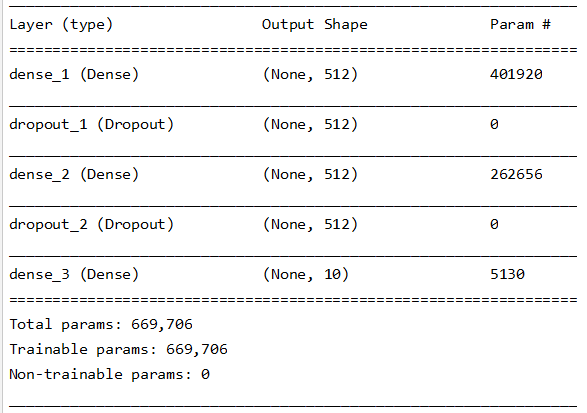 Layer (type) Output Shape Param #
=================================================================
dense_1 (Dense) (None, 512) 401920
dropout_1 (Dropout) (None, 512) 0
dense_2 (Dense) (None, 512) 262656
dropout_2 (Dropout) (None, 512) 0
dense_3 (Dense) (None, 10) 5130
=================================================================
Total params: 669,706
Trainable params: 669,706
Non-trainable params: 0